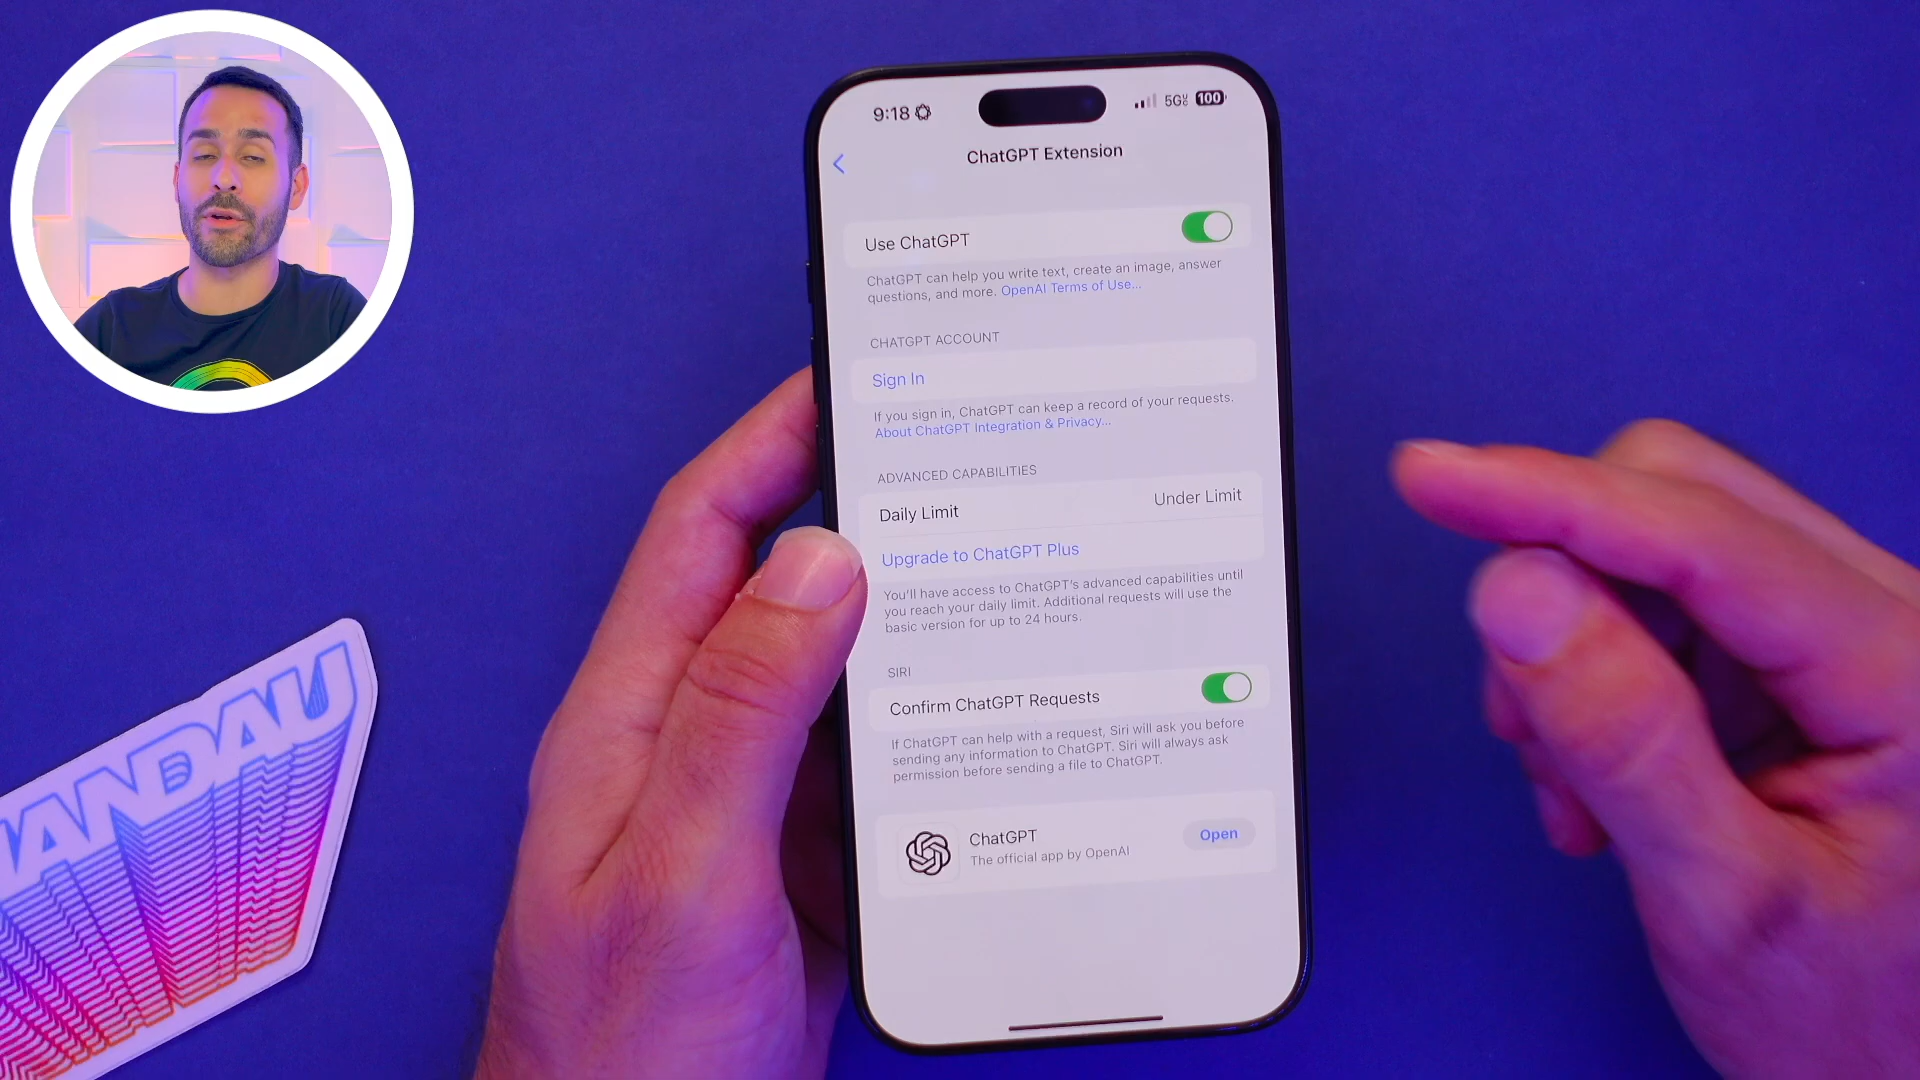 9:18
5G
100
ChatGPT Extension
Use ChatGPT
ChatGPT can help you write text, create an image, answer
questions, and more. OpenAI Terms of Use...
CHATGPT ACCOUNT
Sign In
If you sign in, ChatGPT can keep a record of your requests.
About ChatGPT Integration & Privacy...
ADVANCED CAPABILITIES
Daily Limit
Under Limit
Upgrade to ChatGPT Plus
You'll have access to ChatGPT's advanced capabilities until
you reach your daily limit. Additional requests will use the
basic version for up to 24 hours.
SIRI
Confirm ChatGPT Requests
If ChatGPT can help with a request, Siri will ask you before
sending any information to ChatGPT. Siri will always ask
permission before sending a file to ChatGPT.
ChatGPT
The official app by OpenAI
Open